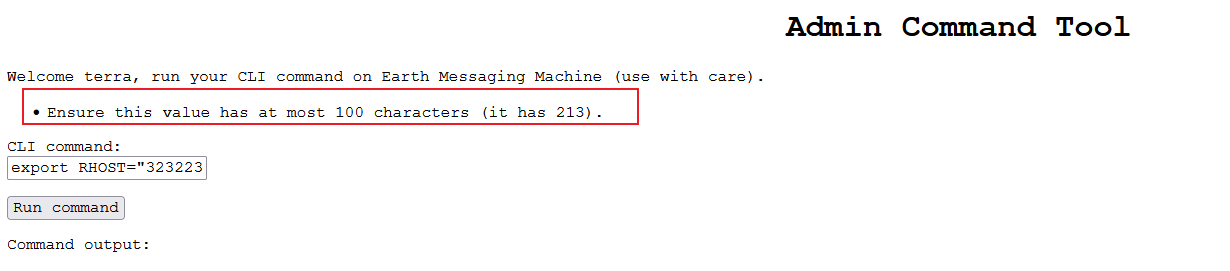 Admin Command Tool
Welcome terra, run your CLI command on Earth Messaging Machine (use with care).
• Ensure this value has at most 100 characters (it has 213).
CLI command:
export RHOST="323223
Run command
Command output: